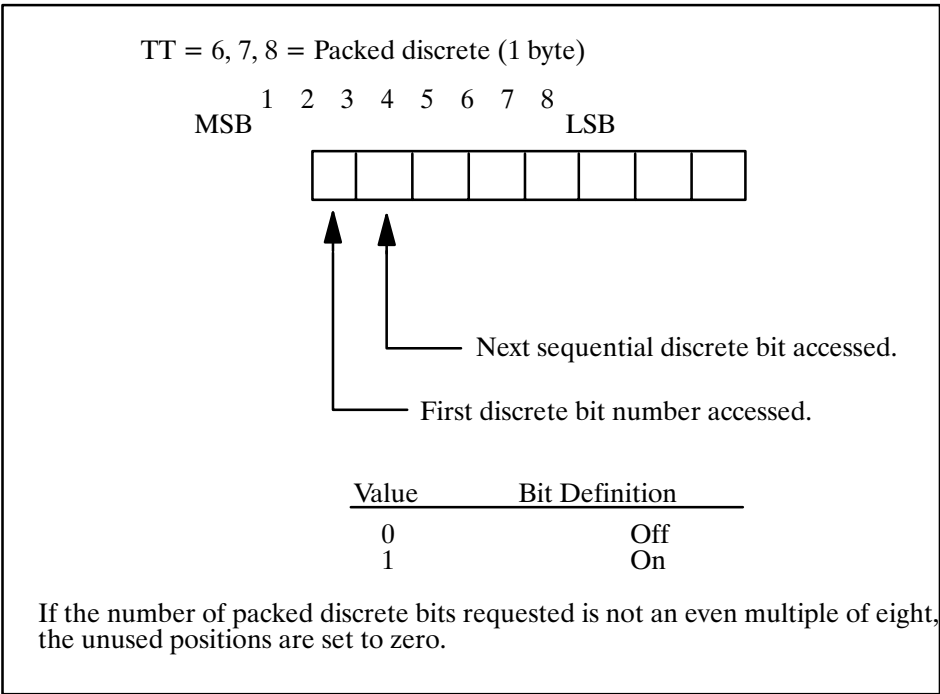 TT = 6, 7, 8 = Packed discrete (1 byte)
1 2 3 4 5 6 7 8
MSB LSB
Next sequential discrete bit accessed.
First discrete bit number accessed.
Value Bit Definition
0 Off
1 On
If the number of packed discrete bits requested is not an even multiple of eight,
the unused positions are set to zero.